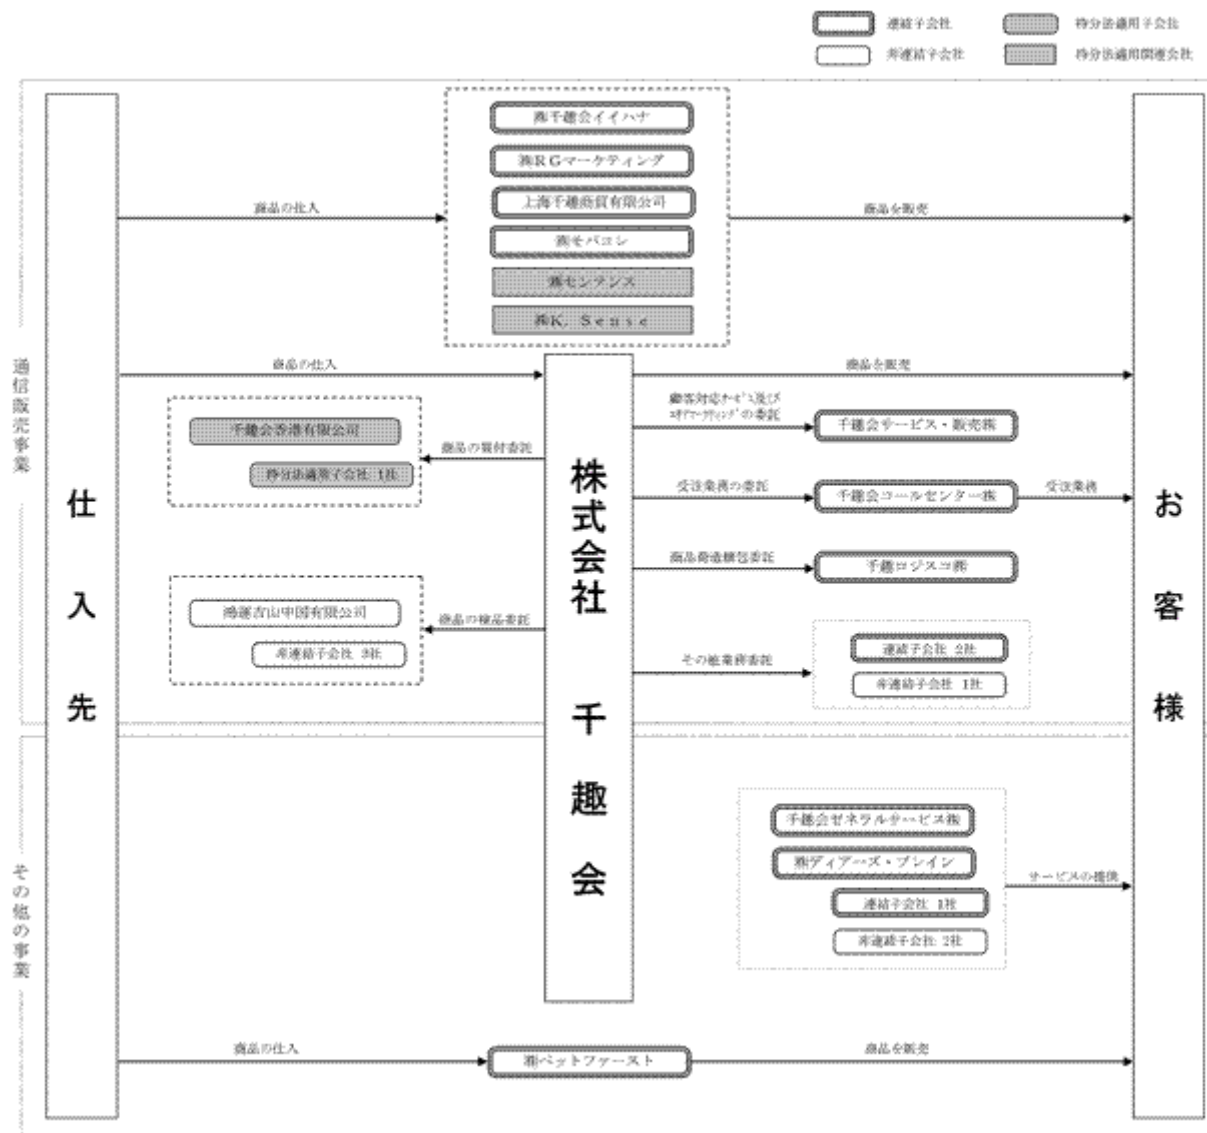 連結子会社
持分法適用子会社
非連結子会社
持分法適用関連会社
通信販売事業
仕入先
商品の仕入
㈱千趣会イイハナ
㈱RGマーケティング
上海千趣商貿有限公司
㈱モバコレ
㈱センテンス
㈱K. Sense
商品を販売
商品の仕入
株式会社 千趣会
商品を販売
千趣会香港有限公司
持分法適用子会社 1社
商品の買付委託
顧客対応サービス及び
の委託
千趣会サービス・販売㈱
受注業務の委託
千趣会コールセンター㈱
受注業務
商品荷造梱包委託
千趣ロジスコ㈱
鴻運吉山中国有限公司
非連結子会社 3社
商品の検品委託
その他業務委託
連結子会社 2社
非連結子会社 1社
お客様
その他の事業
千趣会ゼネラルサービス㈱
㈱ディアーズ・ブレイン
連結子会社 1社
非連結子会社 2社
サービスの提供
商品の仕入
㈱ペットファースト
商品を販売